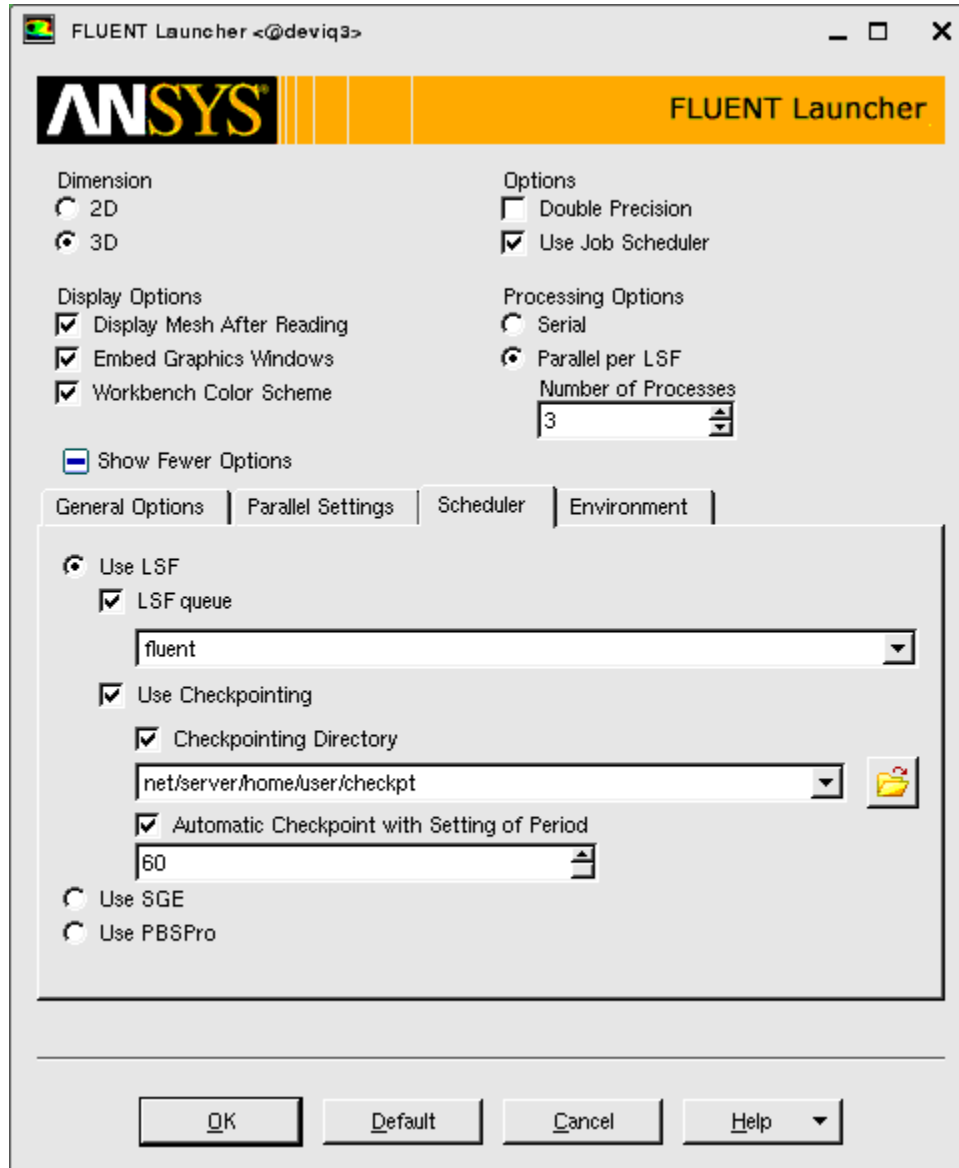 FLUENT Launcher <@deviq3>
ANSYS®
FLUENT Launcher
Dimension
2D
3D
Options
Double Precision
Use Job Scheduler
Display Options
Display Mesh After Reading
Embed Graphics Windows
Workbench Color Scheme
Processing Options
Serial
Parallel per LSF
Number of Processes
3
Show Fewer Options
General Options Parallel Settings Scheduler Environment
Use LSF
LSF queue
fluent
Use Checkpointing
Checkpointing Directory
net/server/home/user/checkpt
Automatic Checkpoint with Setting of Period
60
Use SGE
Use PBSPro
OK Default Cancel Help